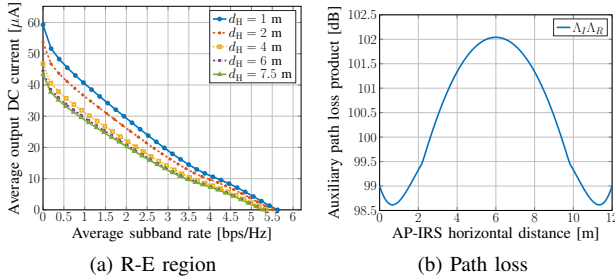 Average output DC current [μA]
60
50
40
30
20
10
0
0 0.5 1 1.5 2 2.5 3 3.5 4 4.5 5 5.5 6
Average subband rate [bps/Hz]
d_H = 1 m
d_H = 2 m
d_H = 4 m
d_H = 6 m
d_H = 7.5 m
(a) R-E region
Auxiliary path loss product [dB]
102.5
102
101.5
101
100.5
100
99.5
99
98.5
0 2 4 6 8 10 12
AP-IRS horizontal distance [m]
Λ_IΛ_R
(b) Path loss